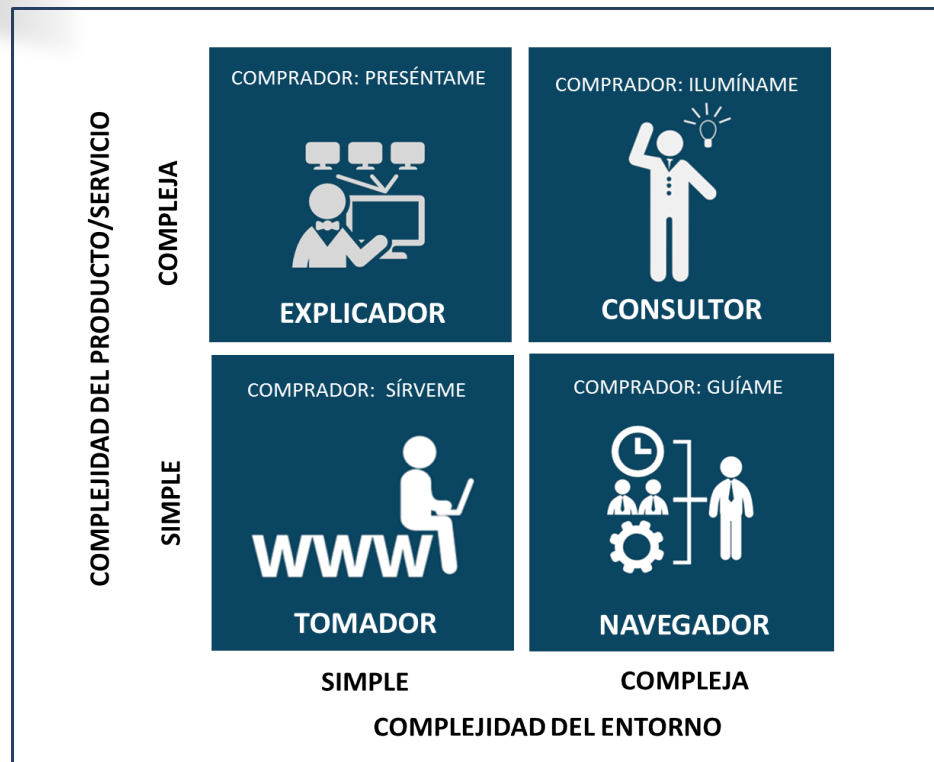 COMPLEJIDAD DEL PRODUCTO/SERVICIO
COMPLEJA
COMPRADOR: PRESÉNTAME
EXPLICADOR
COMPRADOR: ILUMÍNAME
CONSULTOR
SIMPLE
COMPRADOR: SÍRVEME
WWW
TOMADOR
COMPRADOR: GUÍAME
NAVEGADOR
SIMPLE
COMPLEJA
COMPLEJIDAD DEL ENTORNO